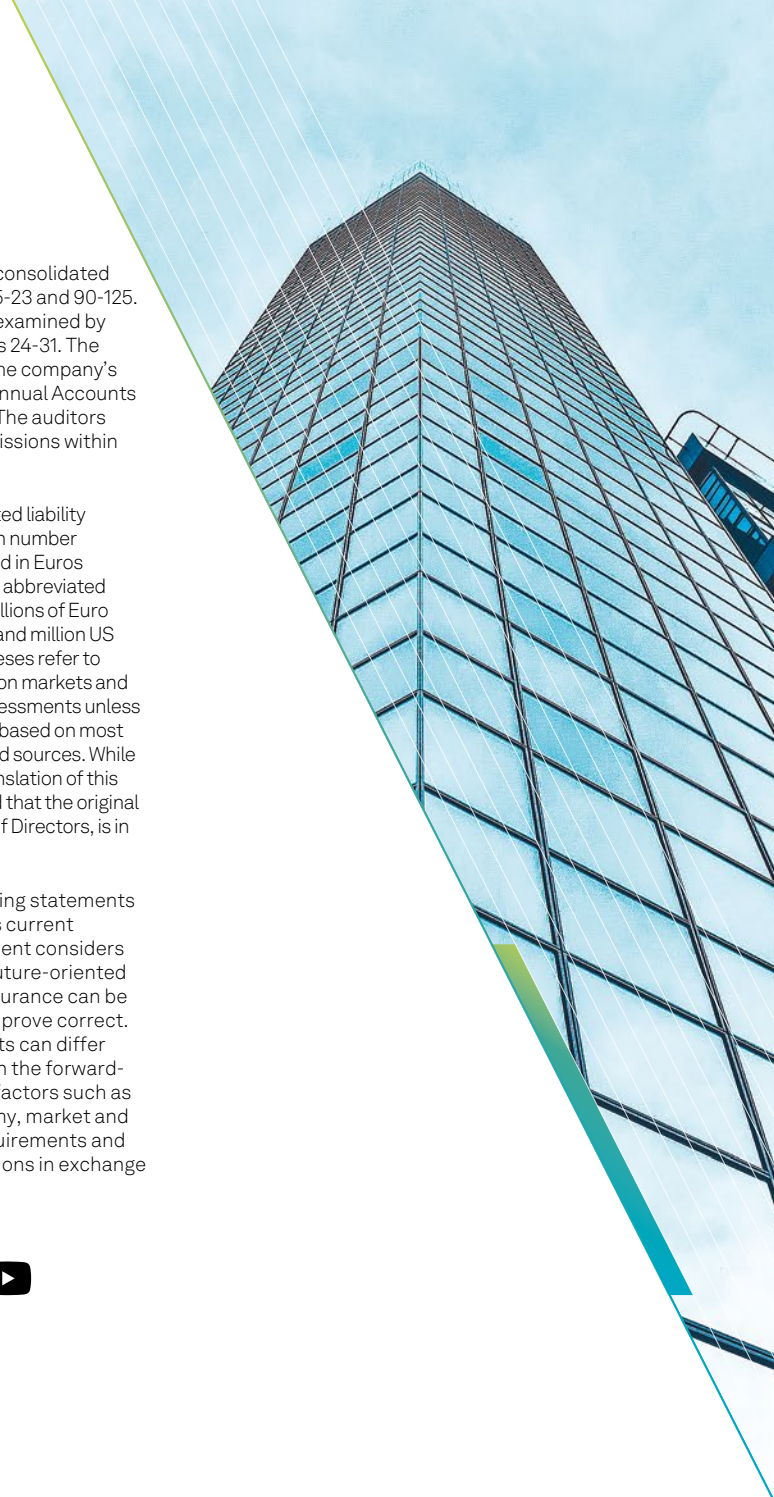 consolidated
5-23 and 90-125.
examined by
s 24-31. The
he company's
nnual Accounts
The auditors
issions within
ed liability
n number
d in Euros
abbreviated
llions of Euro
and million US
eses refer to
on markets and
essments unless
based on most
d sources. While
nslation of this
d that the original
f Directors, is in
ing statements
s current
ent considers
uture-oriented
surance can be
prove correct.
ts can differ
n the forward-
factors such as
ny, market and
uirements and
ions in exchange